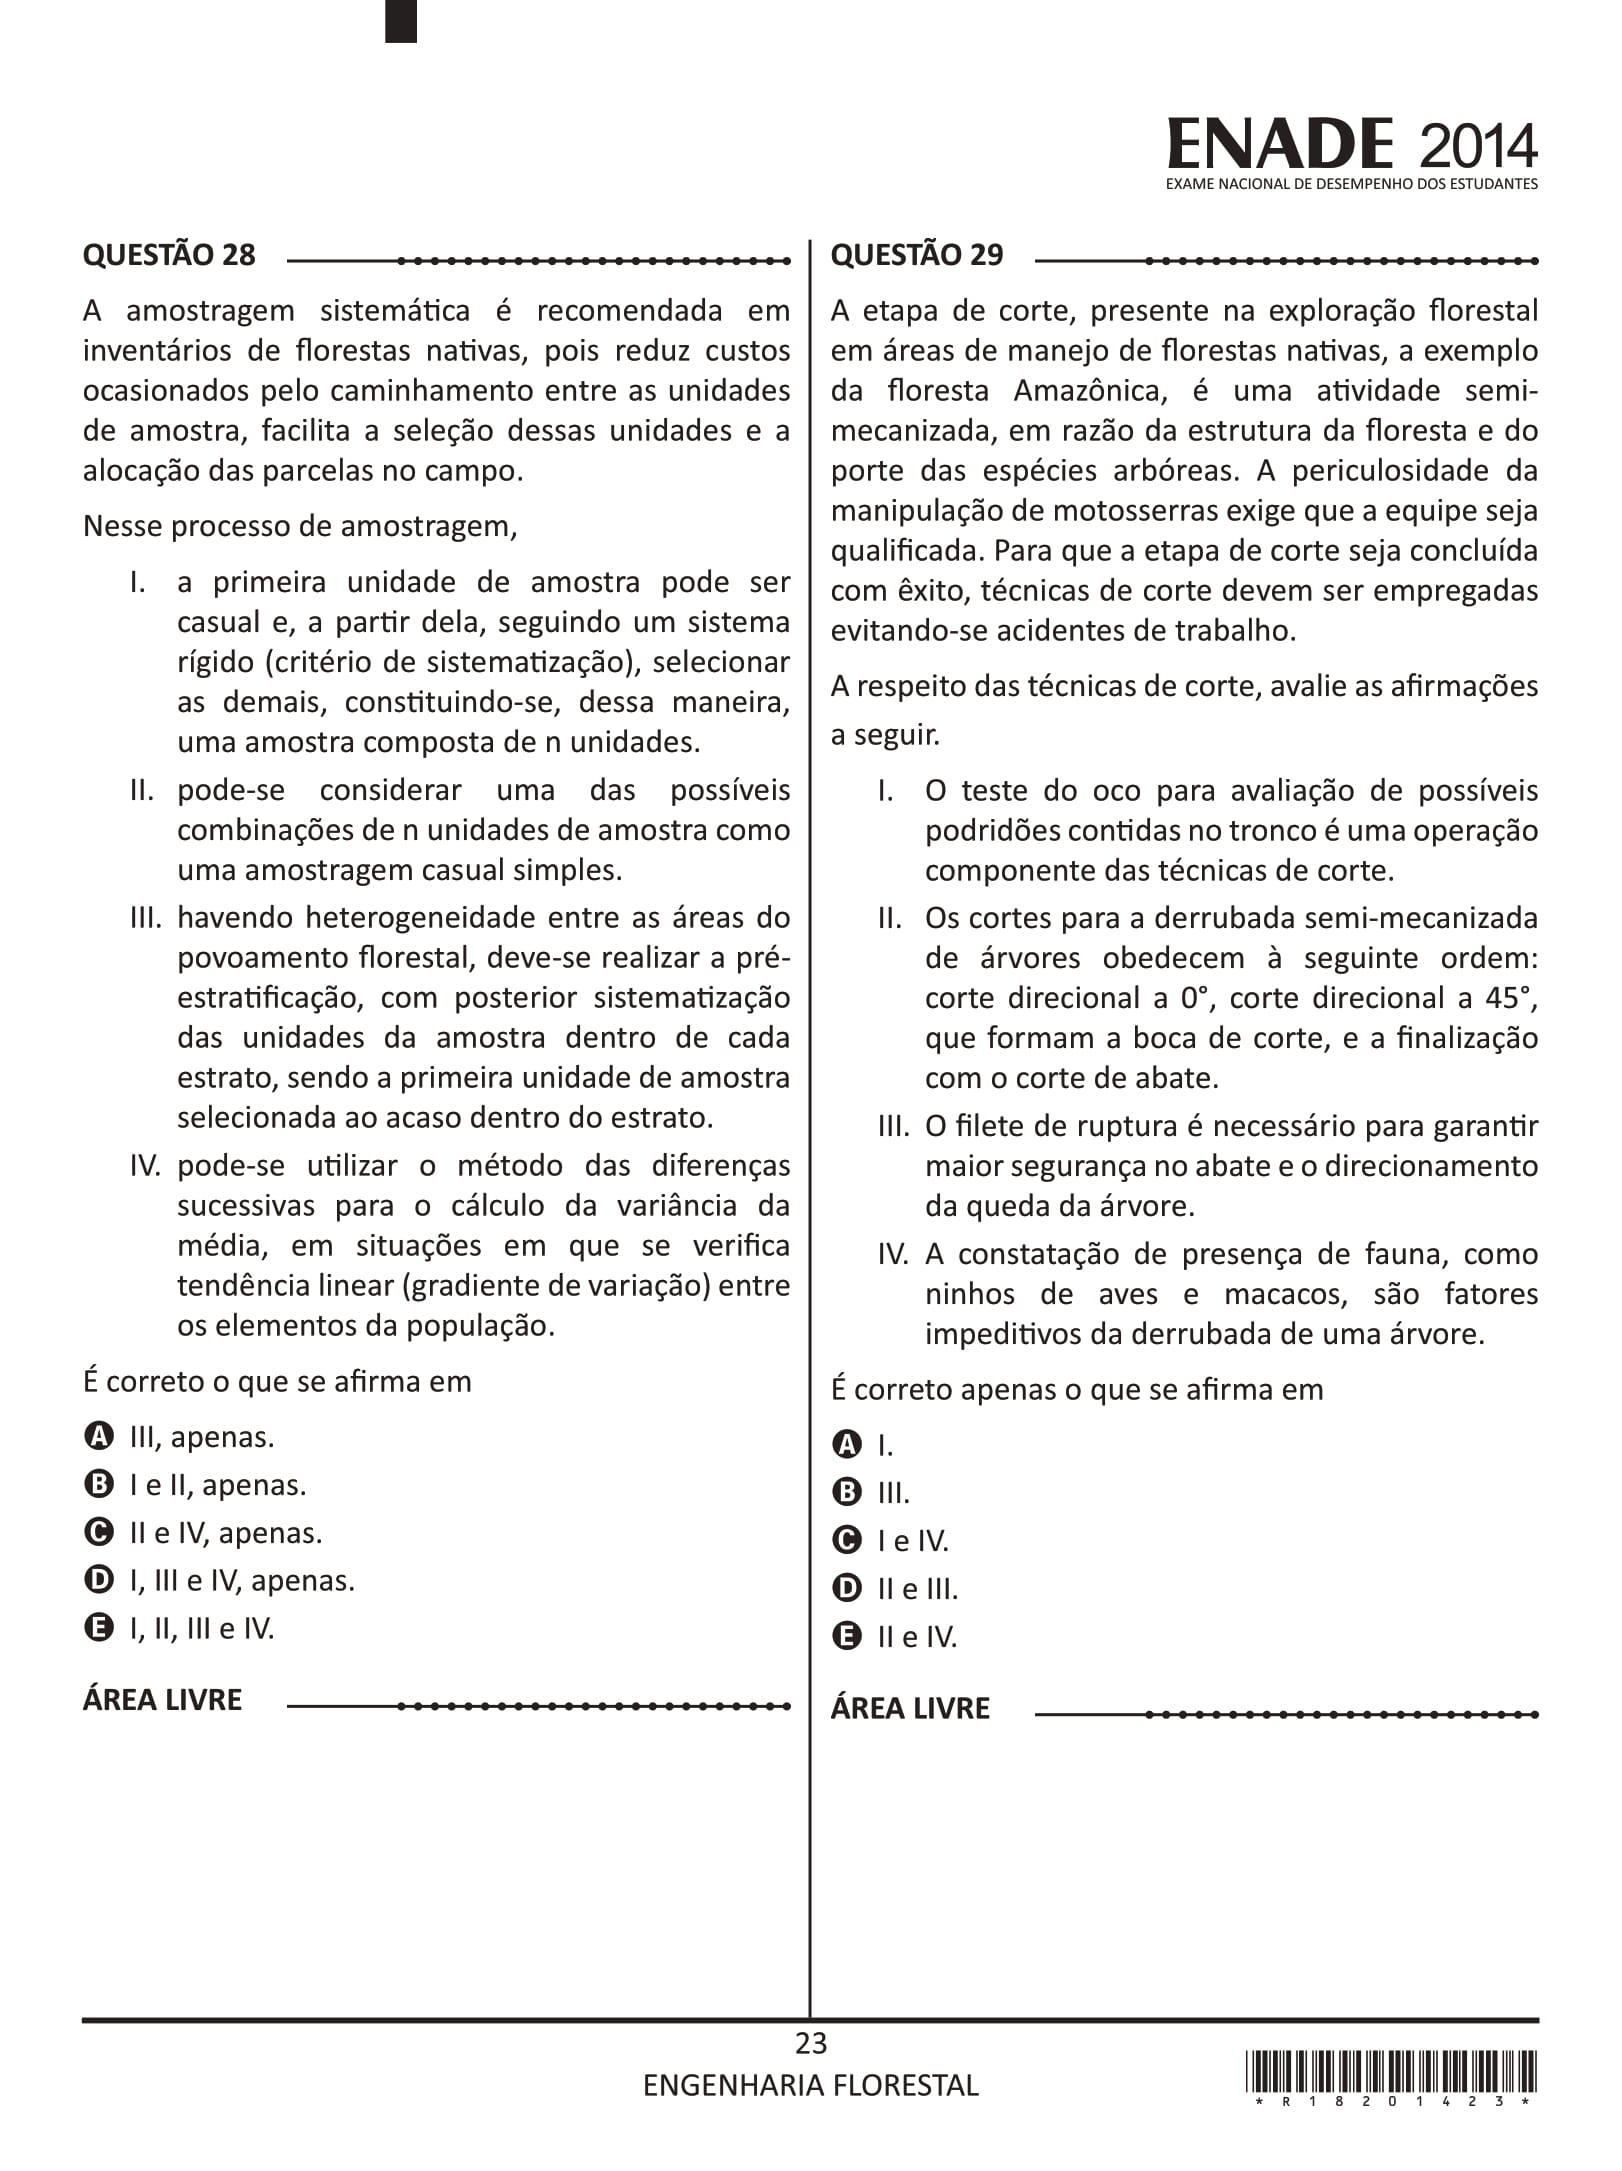 ENADE 2014
EXAME NACIONAL DE DESEMPENHO DOS ESTUDANTES
QUESTÃO 28
A amostragem sistemática é recomendada em
inventários de florestas nativas, pois reduz custos
ocasionados pelo caminhamento entre as unidades
de amostra, facilita a seleção dessas unidades e a
alocação das parcelas no campo.
Nesse processo de amostragem,
I. a primeira unidade de amostra pode ser
casual e, a partir dela, seguindo um sistema
rígido (critério de sistematização), selecionar
as demais, constituindo-se, dessa maneira,
uma amostra composta de n unidades.
II. pode-se considerar uma das possíveis
combinações de n unidades de amostra como
uma amostragem casual simples.
III. havendo heterogeneidade entre as áreas do
povoamento florestal, deve-se realizar a pré-
estratificação, com posterior sistematização
das unidades da amostra dentro de cada
estrato, sendo a primeira unidade de amostra
selecionada ao acaso dentro do estrato.
IV. pode-se utilizar o método das diferenças
sucessivas para o cálculo da variância da
média, em situações em que se verifica
tendência linear (gradiente de variação) entre
os elementos da população.
É correto o que se afirma em
A III, apenas.
B I e II, apenas.
C II e IV, apenas.
D I, III e IV, apenas.
E I, II, III e IV.
ÁREA LIVRE
QUESTÃO 29
A etapa de corte, presente na exploração florestal
em áreas de manejo de florestas nativas, a exemplo
da floresta Amazônica, é uma atividade semi-
mecanizada, em razão da estrutura da floresta e do
porte das espécies arbóreas. A periculosidade da
manipulação de motosserras exige que a equipe seja
qualificada. Para que a etapa de corte seja concluída
com êxito, técnicas de corte devem ser empregadas
evitando-se acidentes de trabalho.
A respeito das técnicas de corte, avalie as afirmações
a seguir.
I. O teste do oco para avaliação de possíveis
podridões contidas no tronco é uma operação
componente das técnicas de corte.
II. Os cortes para a derrubada semi-mecanizada
de árvores obedecem à seguinte ordem:
corte direcional a 0°, corte direcional a 45°,
que formam a boca de corte, e a finalização
com o corte de abate.
III. O filete de ruptura é necessário para garantir
maior segurança no abate e o direcionamento
da queda da árvore.
IV. A constatação de presença de fauna, como
ninhos de aves e macacos, são fatores
impeditivos da derrubada de uma árvore.
É correto apenas o que se afirma em
A I.
B III.
C I e IV.
D II e III.
E II e IV.
ÁREA LIVRE
23
ENGENHARIA FLORESTAL
* R 1 8 2 0 1 4 2 3 *